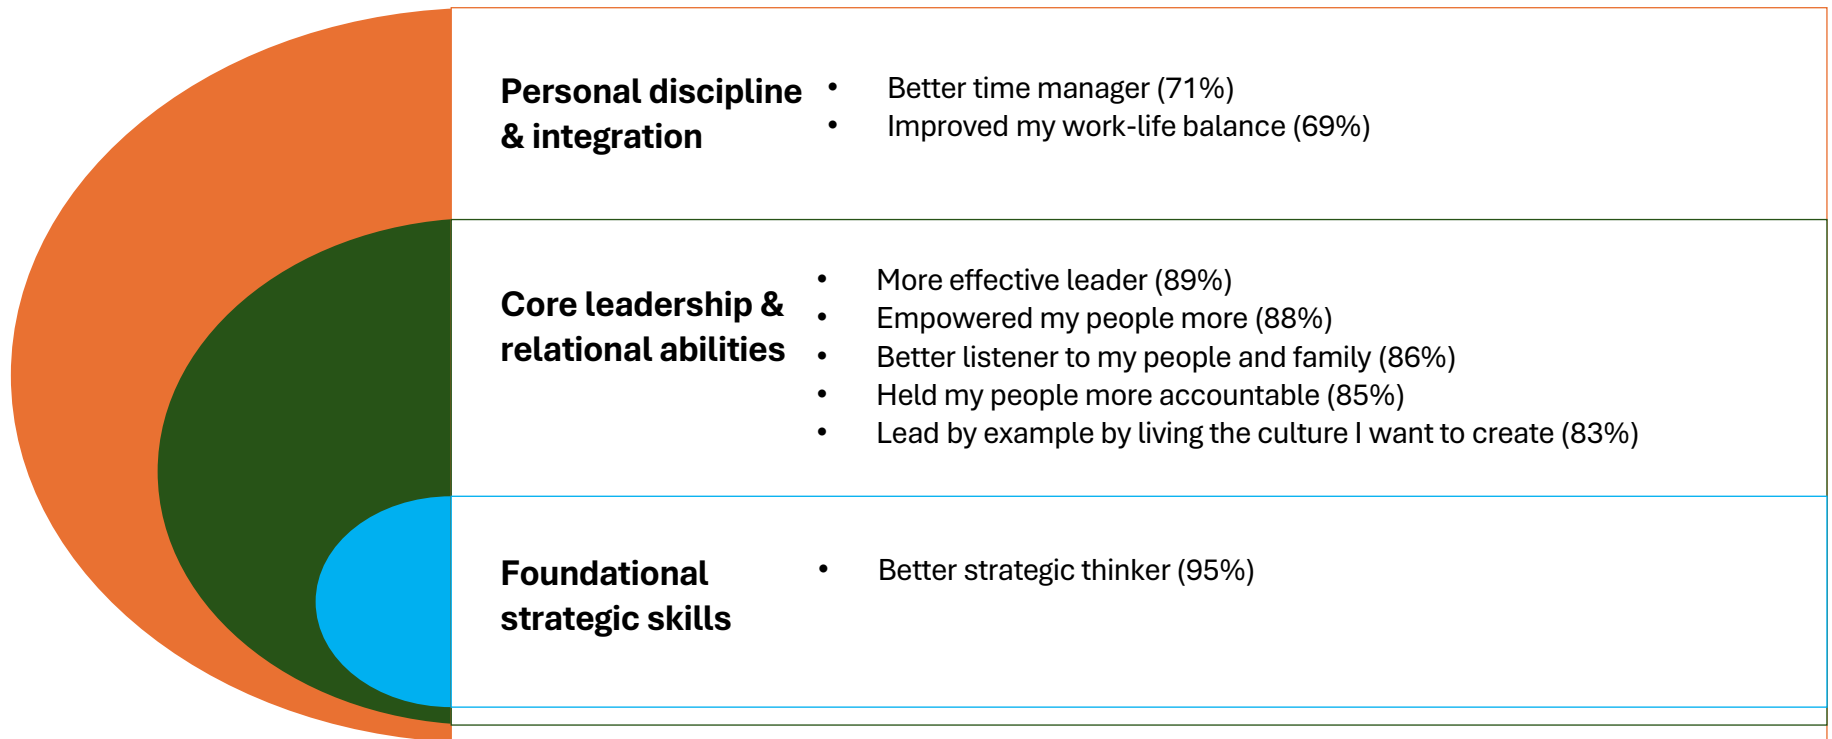 Personal discipline
& integration
• Better time manager (71%)
• Improved my work-life balance (69%)
Core leadership &
relational abilities
• More effective leader (89%)
• Empowered my people more (88%)
• Better listener to my people and family (86%)
• Held my people more accountable (85%)
• Lead by example by living the culture I want to create (83%)
Foundational
strategic skills
• Better strategic thinker (95%)